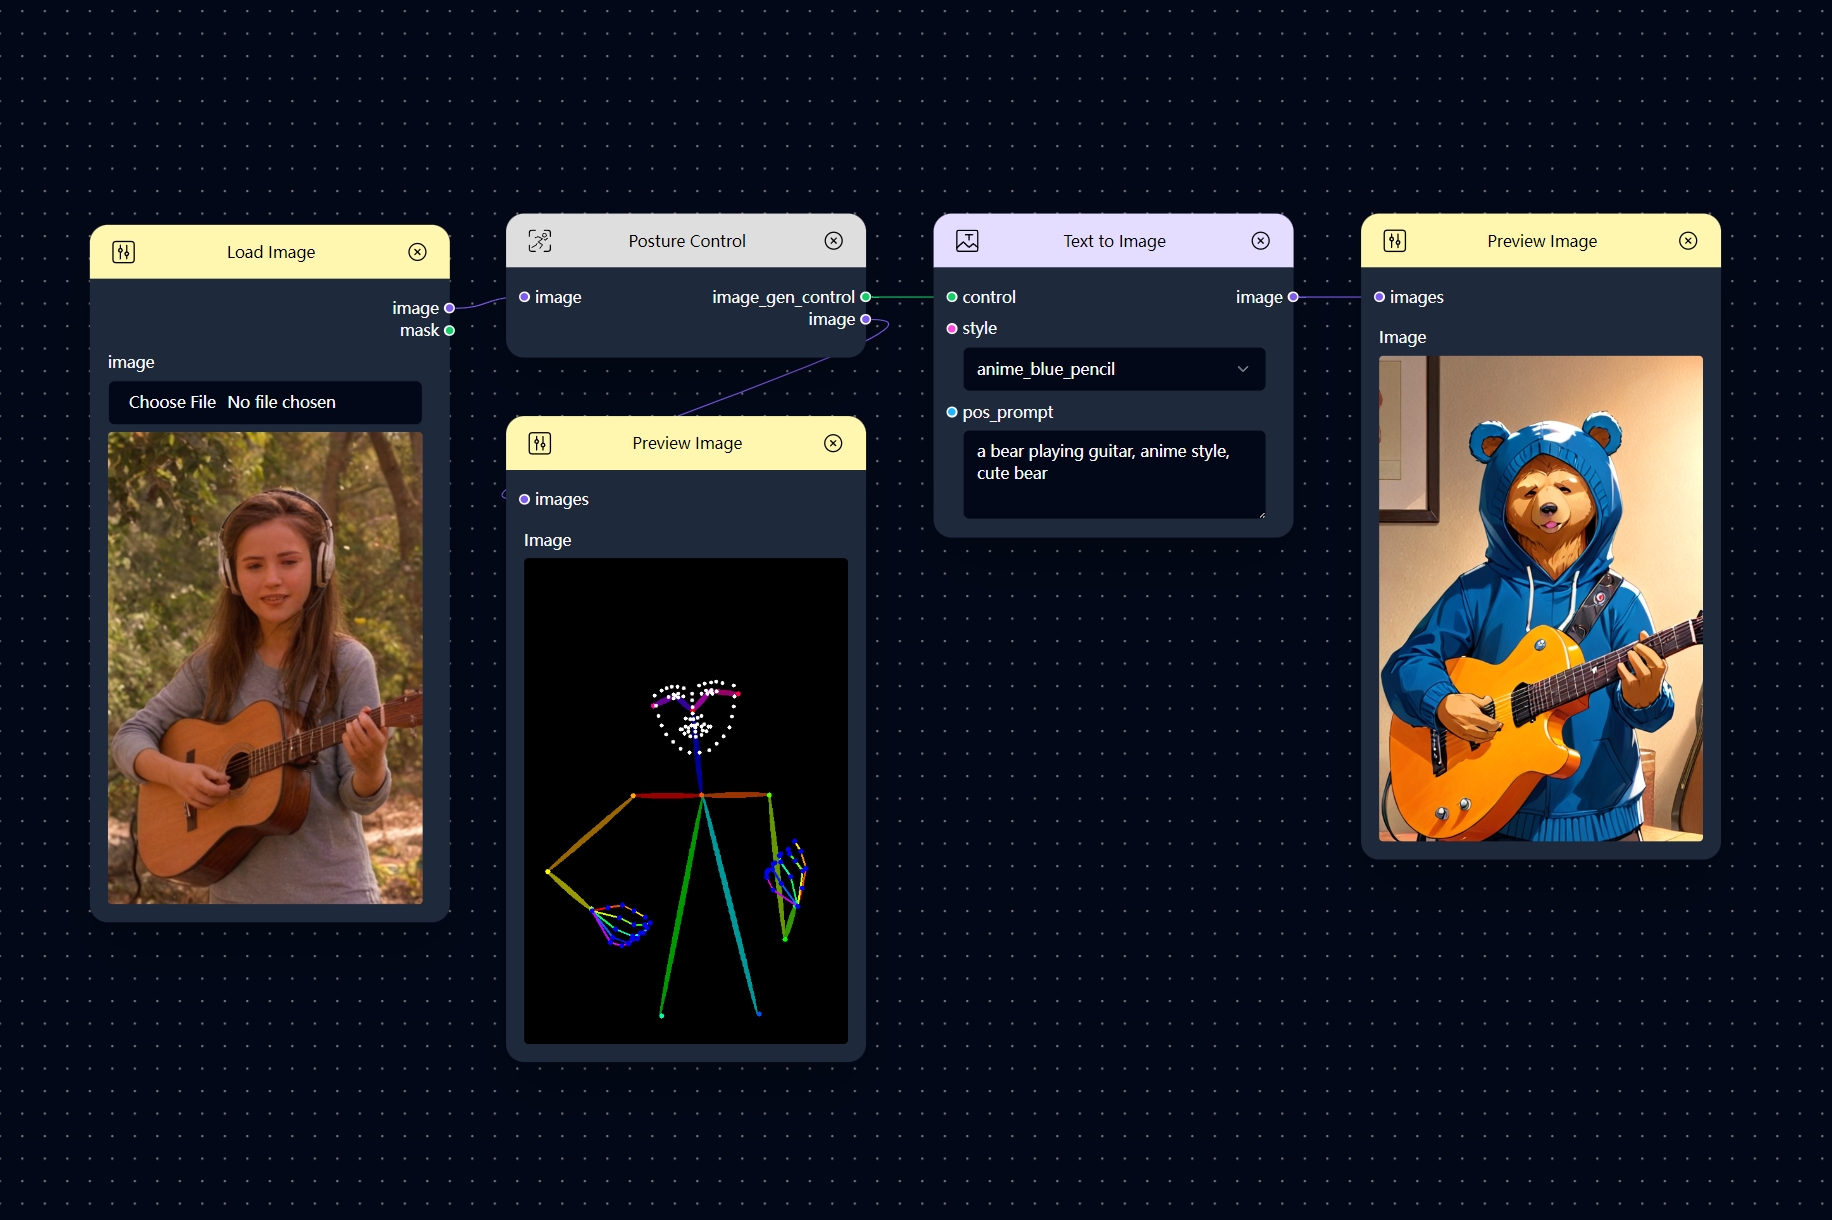 Load Image
image
mask
image
Choose File No file chosen
Posture Control
image
image_gen_control
image
Preview Image
images
Image
Text to Image
control
image
style
anime_blue_pencil
pos_prompt
a bear playing guitar, anime style,
cute bear
Preview Image
images
Image